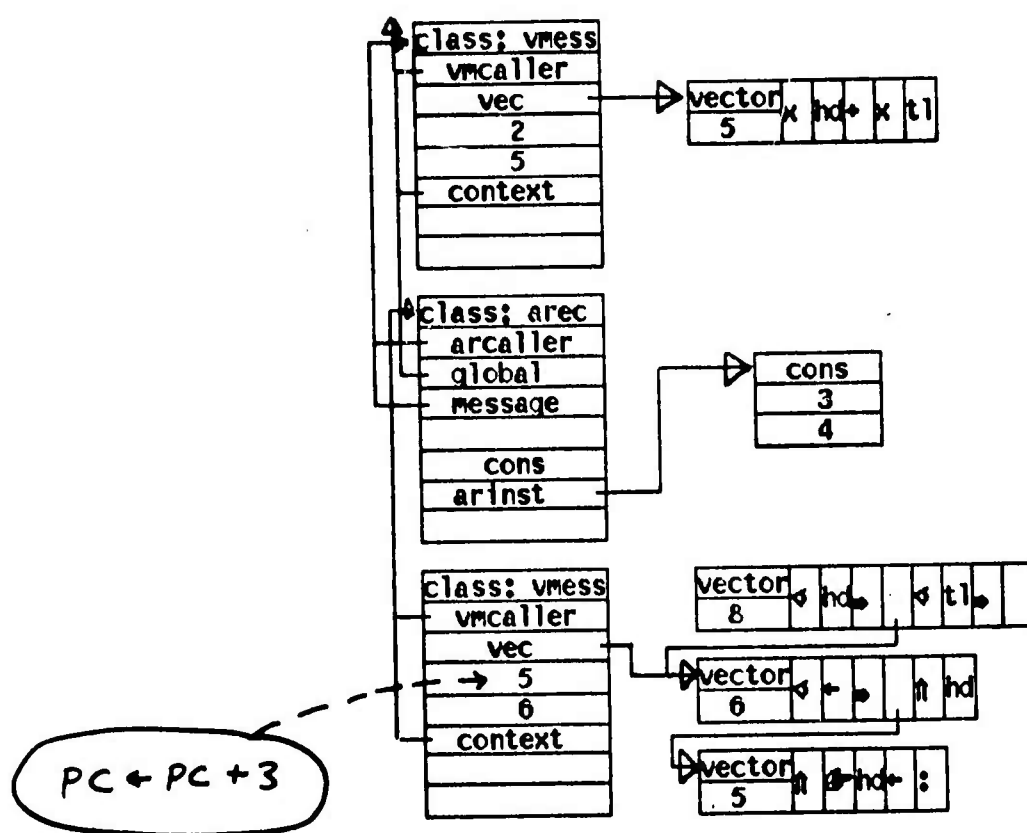 class: vmess
vmcaller
vec
2
5
context
vector
5
x hd← x tl
class: arec
arcaller
global
message
cons
arinst
cons
3
4
class: vmess
vmcaller
vec
5
6
context
vector
8
◁ hd ⇒ ◁ tl ⇒
vector
6
◁ ← ⇒ ⇑ hd
vector
5
⇑ ☞ hd ← :
PC ← PC + 3